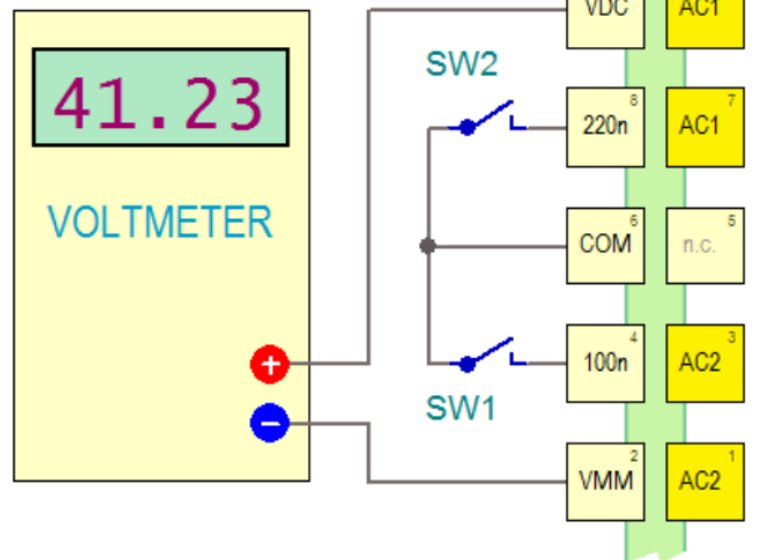 VDC
AC1
41.23
SW2
8
220n
7
AC1
VOLTMETER
6
COM
5
n.c.
+
4
100n
3
AC2
SW1
−
2
VMM
1
AC2